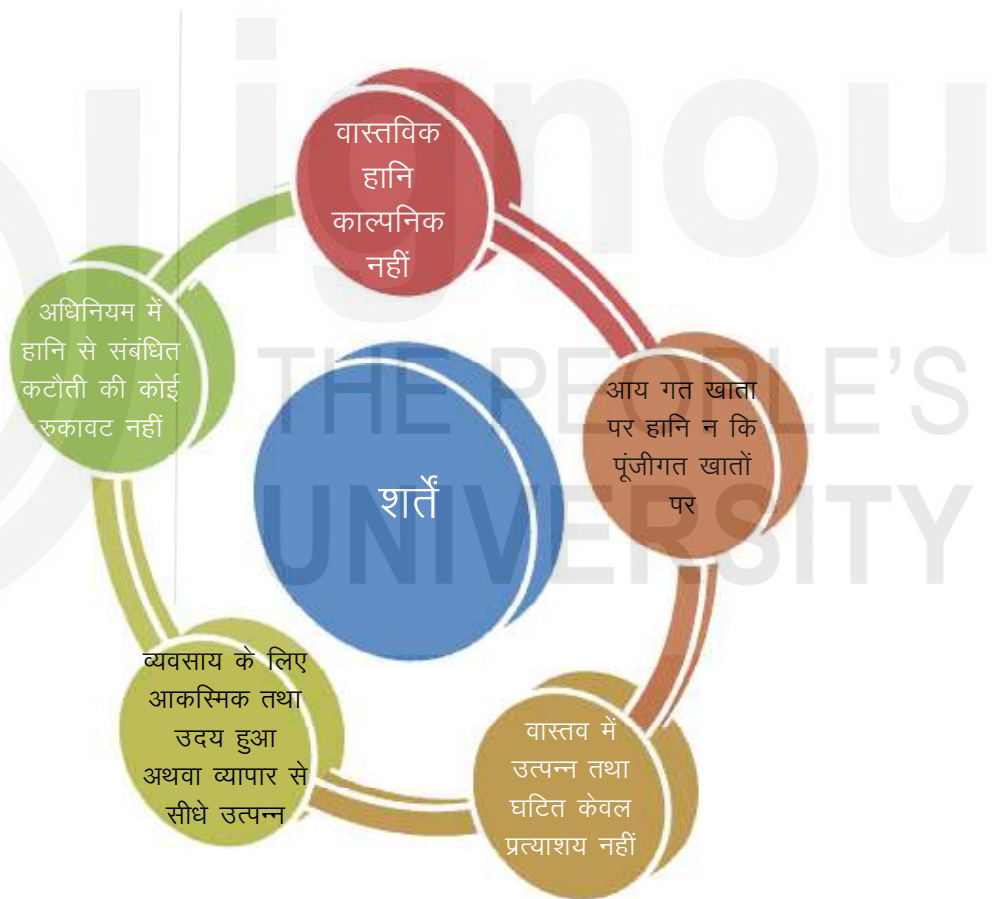 ignou
THE PEOPLE'S
UNIVERSITY
वास्तविक
हानि
काल्पनिक
नहीं
आय गत खाता
पर हानि न कि
पूंजीगत खातों
पर
वास्तव में
उत्पन्न तथा
घटित केवल
प्रत्याशय नहीं
व्यवसाय के लिए
आकस्मिक तथा
उदय हुआ
अथवा व्यापार से
सीधे उत्पन्न
अधिनियम में
हानि से संबंधित
कटौती की कोई
रुकावट नहीं
शर्तें